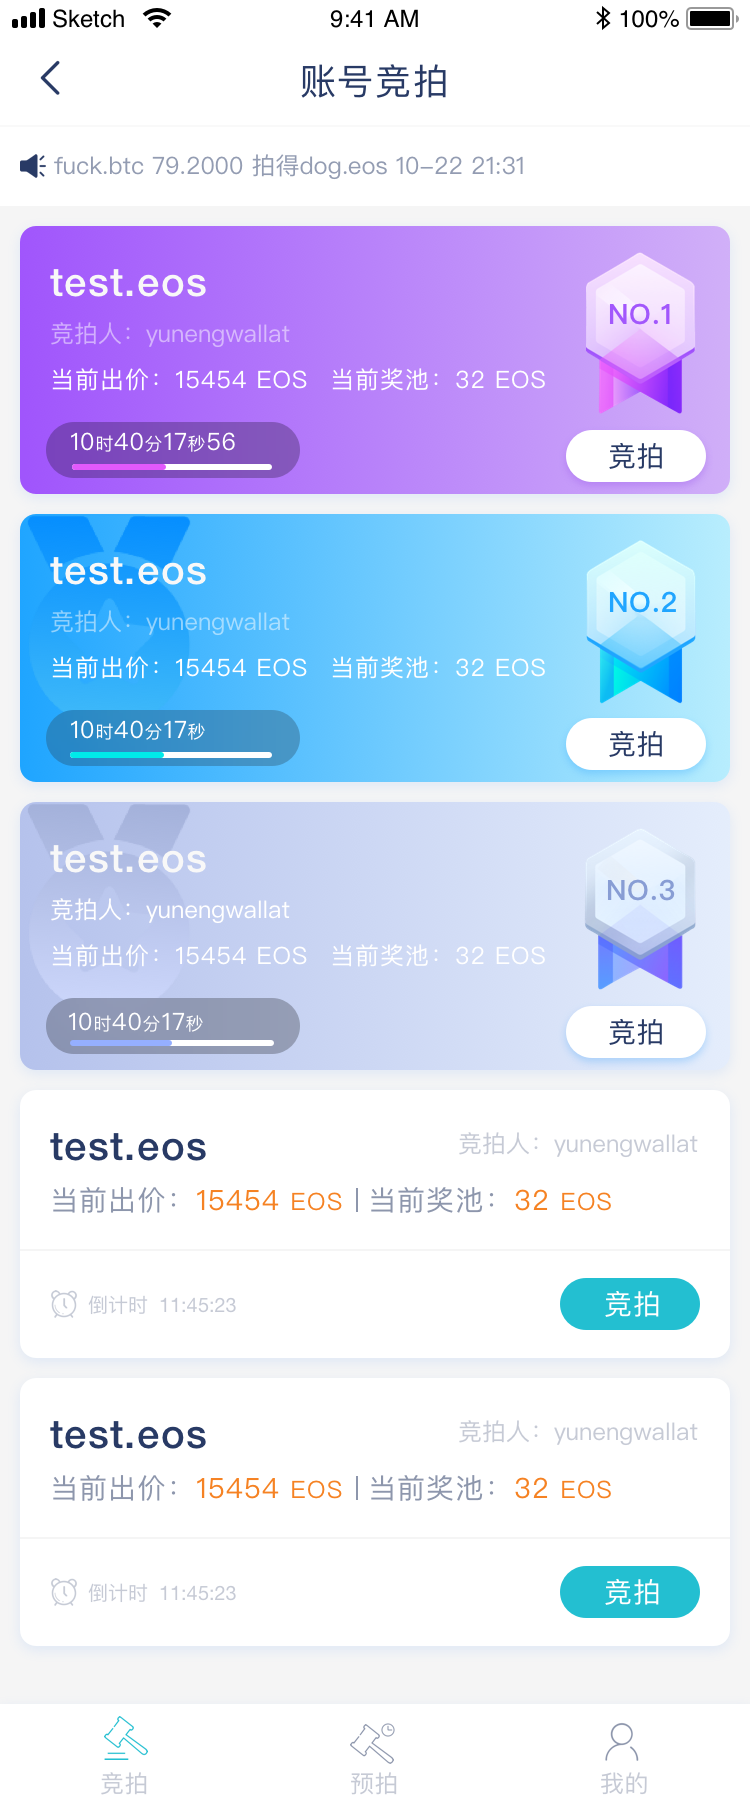 Sketch 9:41 AM 100%
账号竞拍
fuck.btc 79.2000 拍得dog.eos 10-22 21:31
test.eos
NO.1
竞拍人：yunengwallat
当前出价：15454 EOS 当前奖池：32 EOS
10时40分17秒56
竞拍
test.eos
NO.2
竞拍人：yunengwallat
当前出价：15454 EOS 当前奖池：32 EOS
10时40分17秒
竞拍
test.eos
NO.3
竞拍人：yunengwallat
当前出价：15454 EOS 当前奖池：32 EOS
10时40分17秒
竞拍
test.eos 竞拍人：yunengwallat
当前出价：15454 EOS | 当前奖池：32 EOS
倒计时 11:45:23 竞拍
test.eos 竞拍人：yunengwallat
当前出价：15454 EOS | 当前奖池：32 EOS
倒计时 11:45:23 竞拍
竞拍 预拍 我的